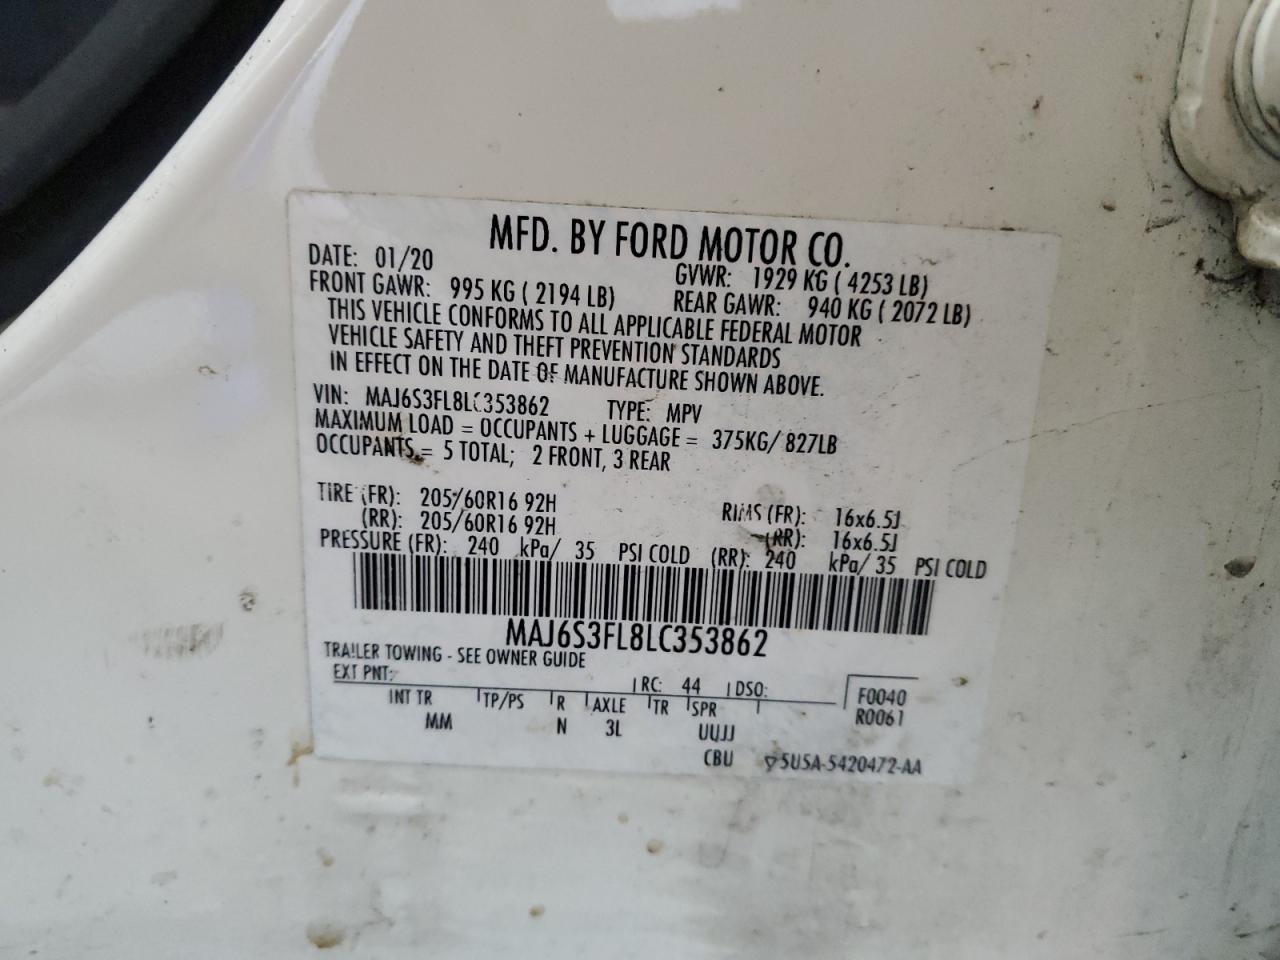 MFD. BY FORD MOTOR CO.
DATE: 01/20 GVWR: 1929 KG ( 4253 LB)
FRONT GAWR: 995 KG ( 2194 LB) REAR GAWR: 940 KG ( 2072 LB)
THIS VEHICLE CONFORMS TO ALL APPLICABLE FEDERAL MOTOR
VEHICLE SAFETY AND THEFT PREVENTION STANDARDS
IN EFFECT ON THE DATE OF MANUFACTURE SHOWN ABOVE.
VIN: MAJ6S3FL8LC353862 TYPE: MPV
MAXIMUM LOAD = OCCUPANTS + LUGGAGE = 375KG/ 827LB
OCCUPANTS = 5 TOTAL; 2 FRONT, 3 REAR
TIRE (FR): 205/60R16 92H RIMS (FR): 16x6.5J
(RR): 205/60R16 92H (RR): 16x6.5J
PRESSURE (FR): 240 kPa/ 35 PSI COLD (RR): 240 kPa/ 35 PSI COLD
MAJ6S3FL8LC353862
TRAILER TOWING - SEE OWNER GUIDE
EXT PNT: RC: 44 DSO: F0040
INT TR TP/PS R AXLE TR SPR R0061
MM N 3L UUJJ
CBU 5U5A-5420472-AA